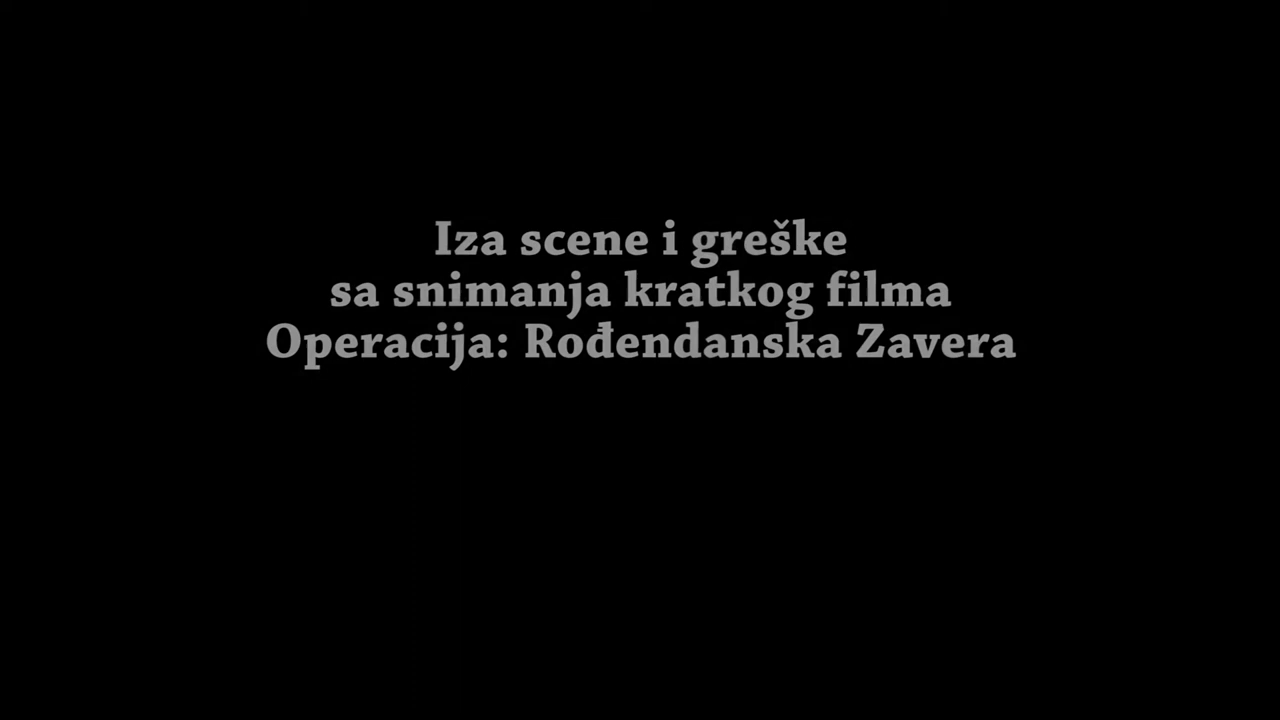 Iza scene i greške
sa snimanja kratkog filma
Operacija: Rođendanska Zavera